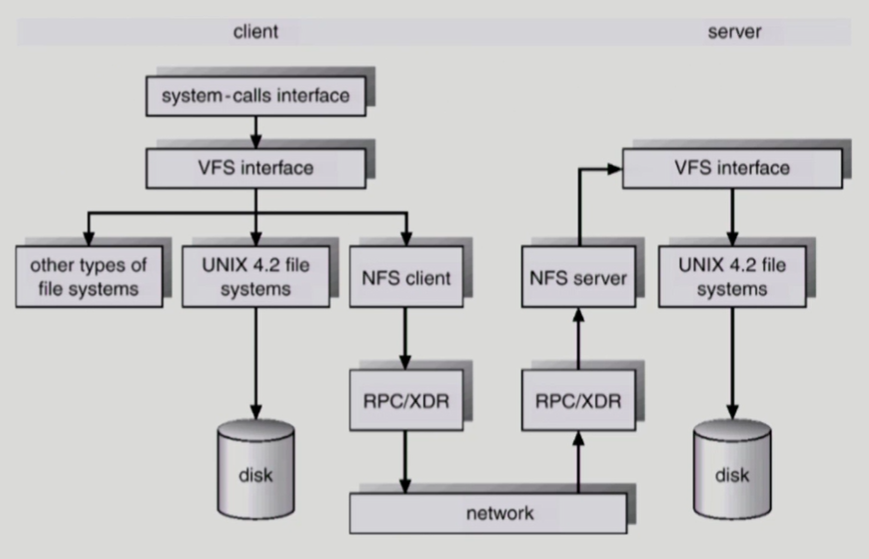 client
server
system-calls interface
VFS interface
VFS interface
other types of
file systems
UNIX 4.2 file
systems
NFS client
NFS server
UNIX 4.2 file
systems
RPC/XDR
RPC/XDR
disk
disk
network